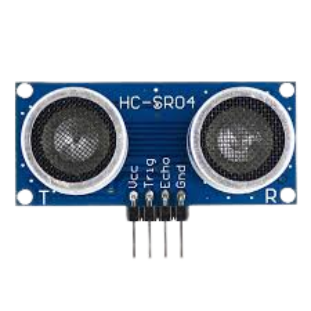 HC-SR04
Vcc
Trig
Echo
Gnd
T
R